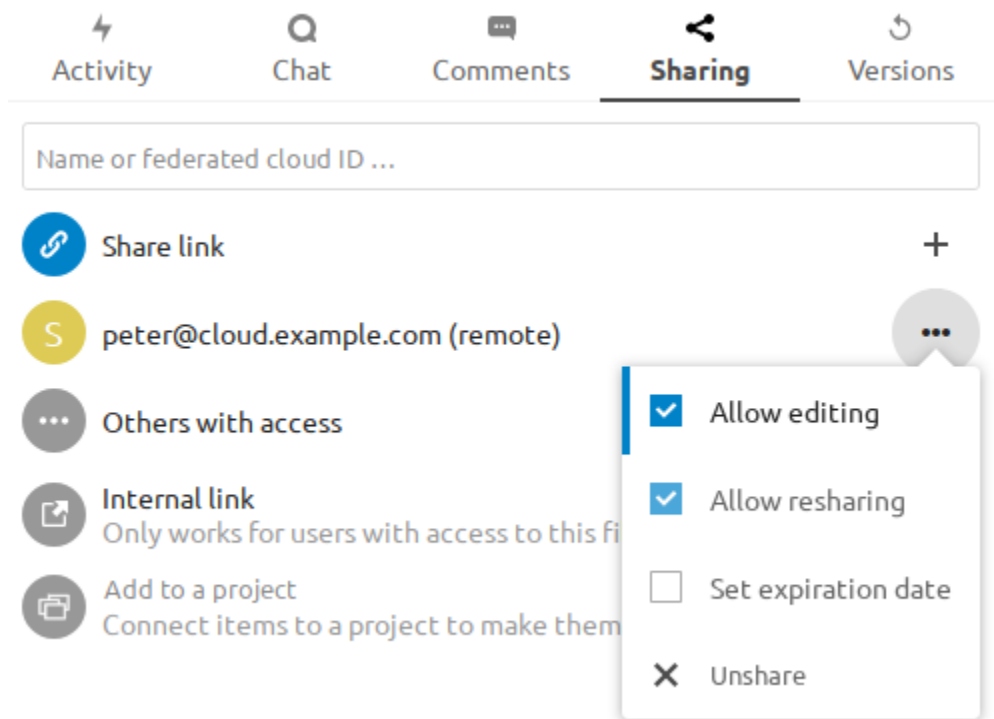 Activity Chat Comments Sharing Versions
Name or federated cloud ID ...
Share link
S peter@cloud.example.com (remote)
Others with access
Internal link
Only works for users with access to this fi
Add to a project
Connect items to a project to make them
Allow editing
Allow resharing
Set expiration date
Unshare